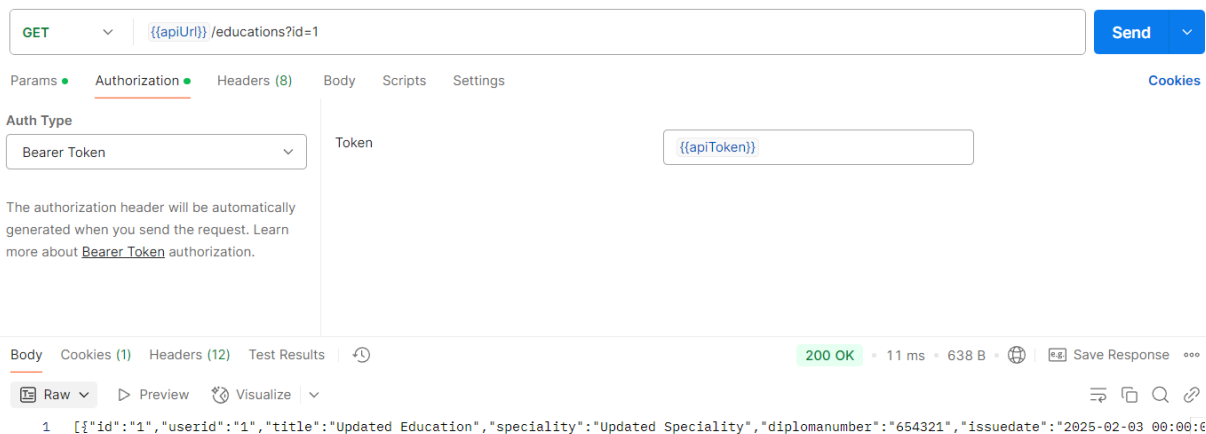 GET {{apiUrl}} /educations?id=1 Send
Params Authorization Headers (8) Body Scripts Settings Cookies
Auth Type
Bearer Token
Token {{apiToken}}
The authorization header will be automatically
generated when you send the request. Learn
more about Bearer Token authorization.
Body Cookies (1) Headers (12) Test Results 200 OK 11 ms 638 B e.g. Save Response
Raw Preview Visualize
1 [{"id":"1","userid":"1","title":"Updated Education","speciality":"Updated Speciality","diplomanumber":"654321","issuedate":"2025-02-03 00:00:0